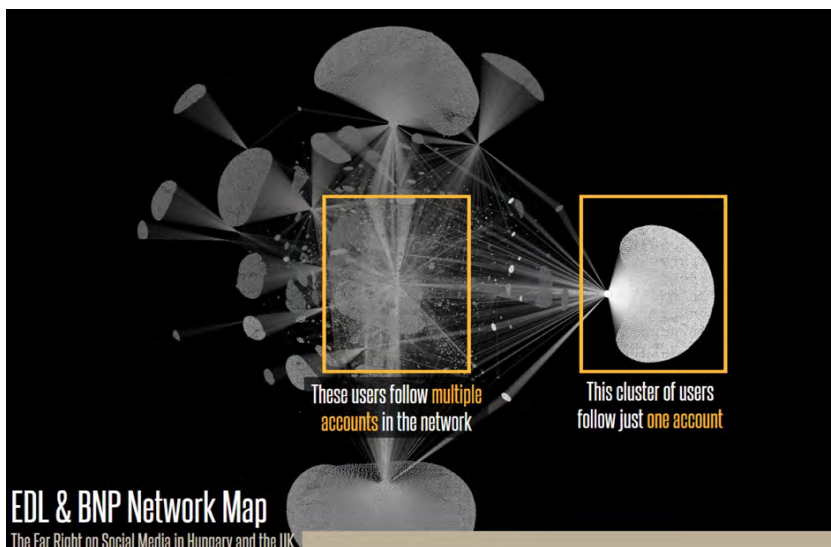 These users follow multiple
accounts in the network
This cluster of users
follow just one account
EDL & BNP Network Map
The Far Right on Social Media in Hungary and the UK